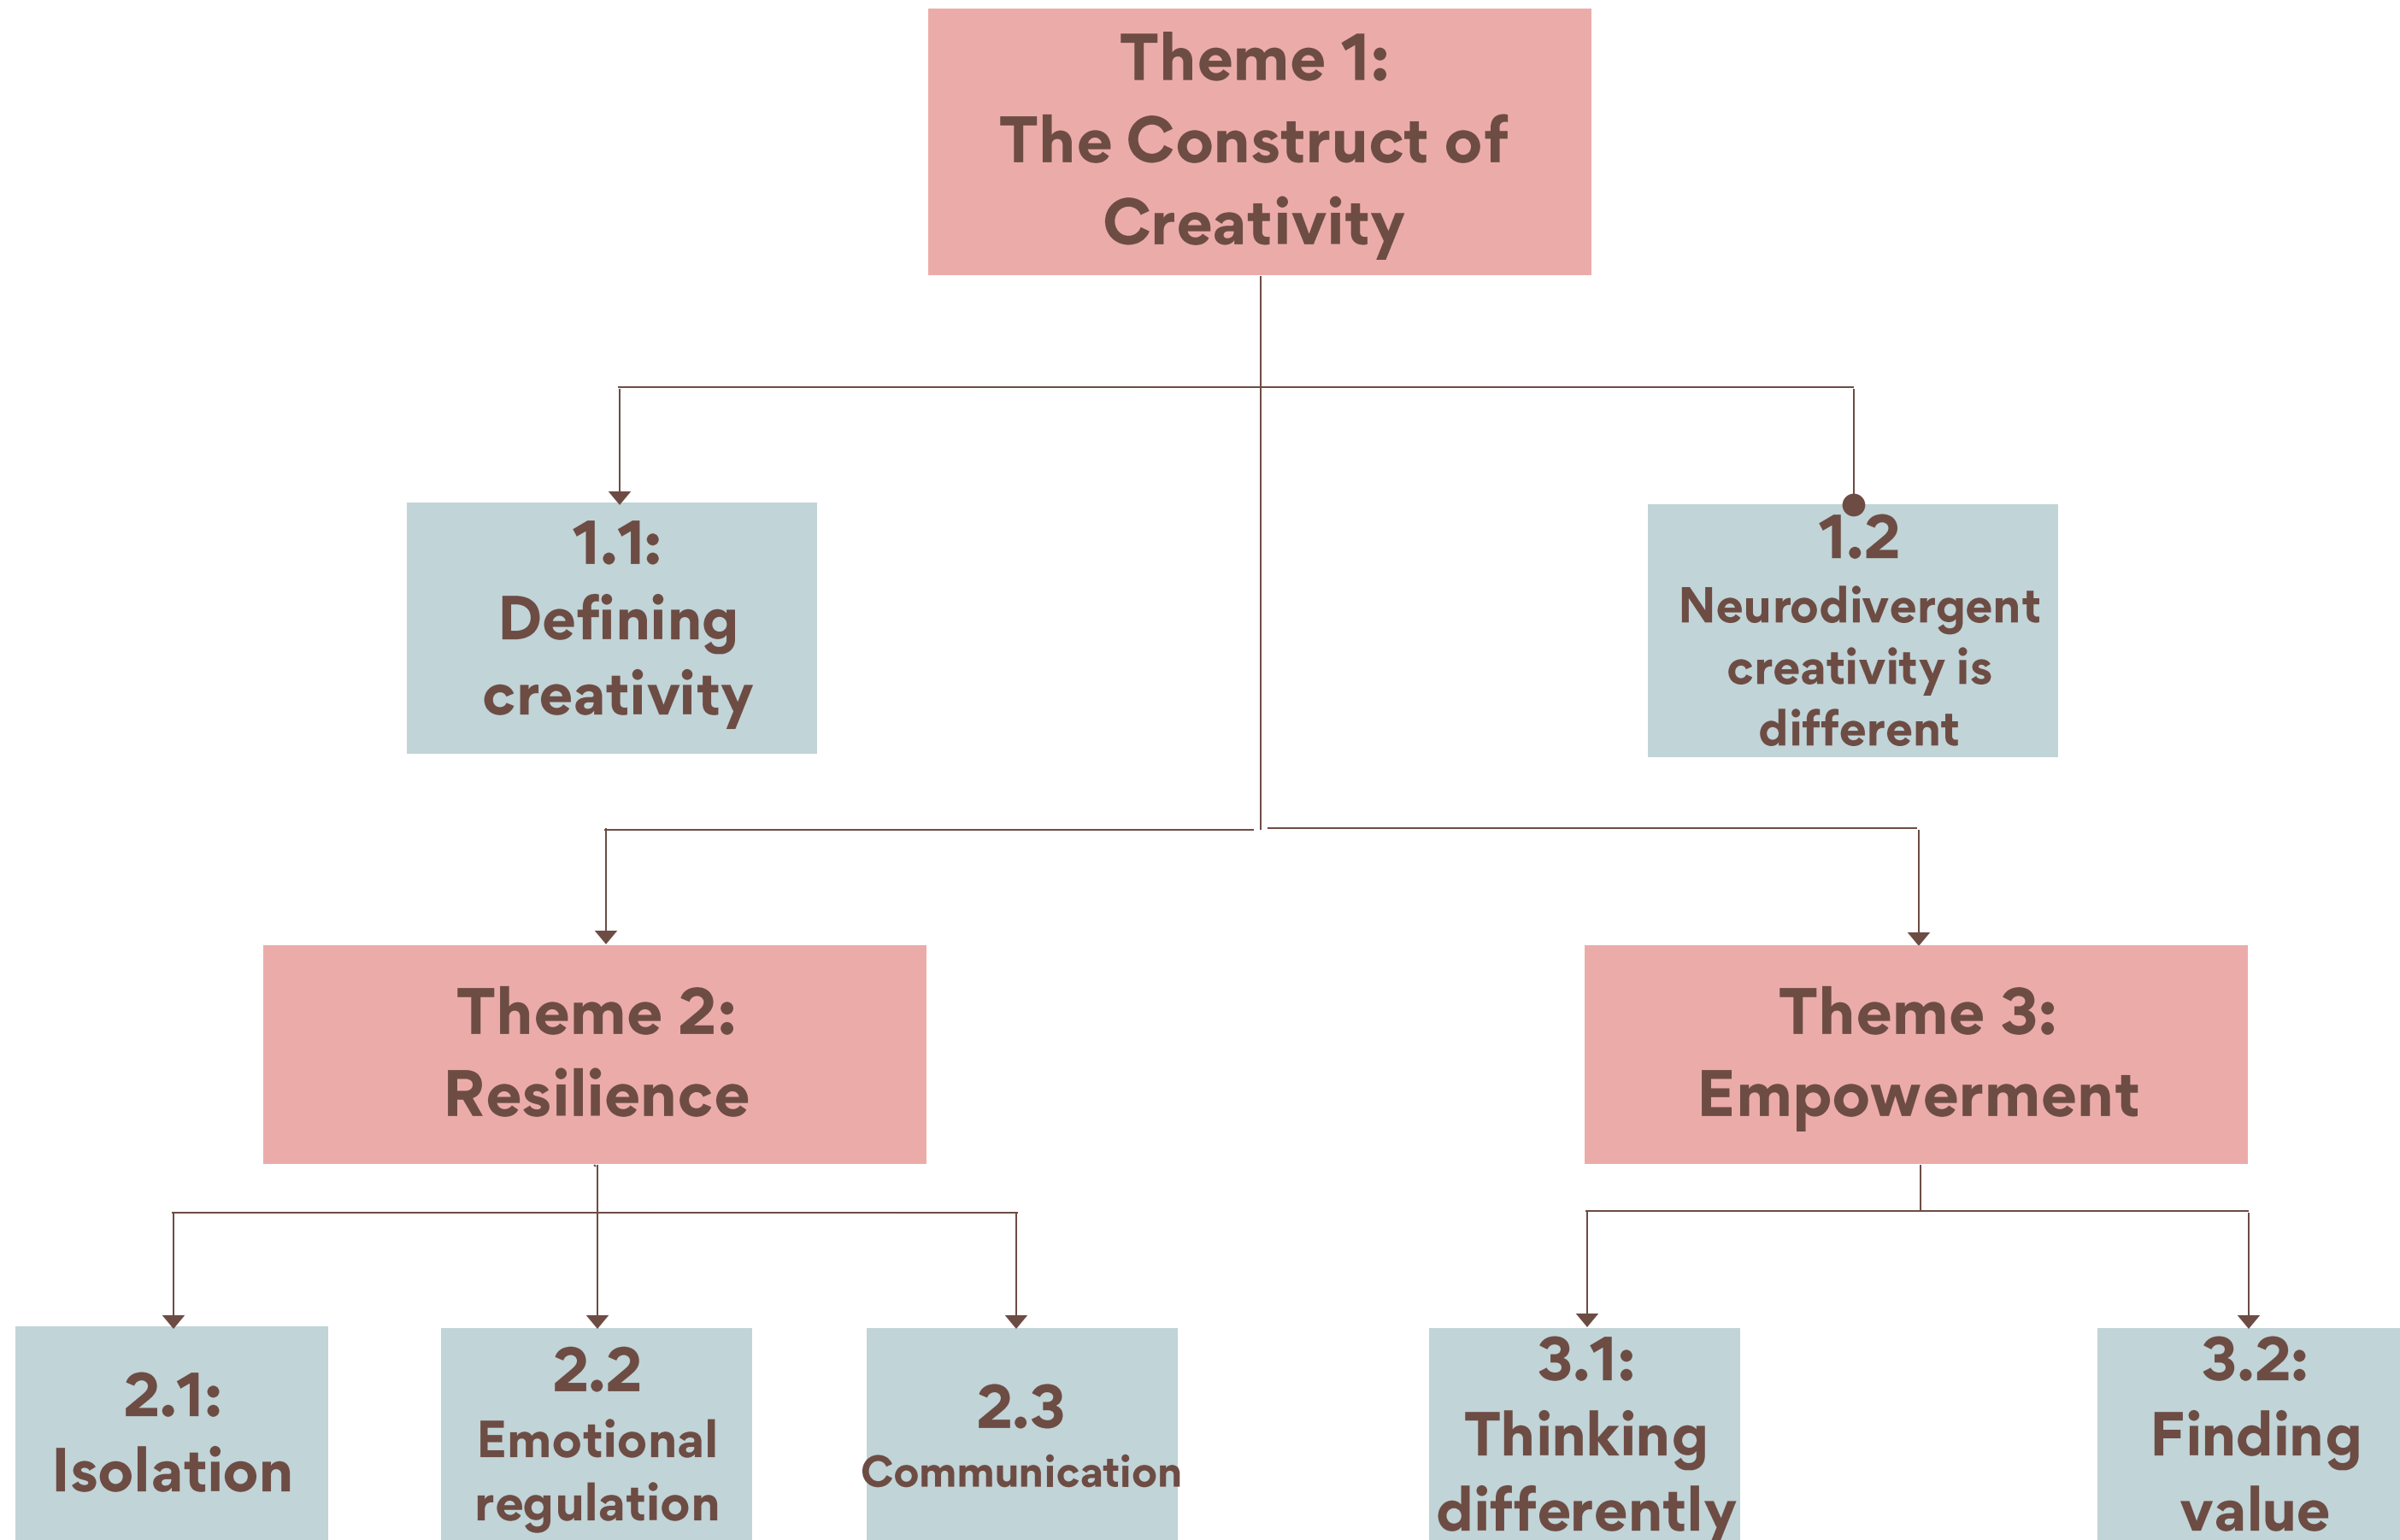 Theme 1:
The Construct of
Creativity
1.1:
Defining
creativity
1.2
Neurodivergent
creativity is
different
Theme 2:
Resilience
Theme 3:
Empowerment
2.1:
Isolation
2.2
Emotional
regulation
2.3
Communication
3.1:
Thinking
differently
3.2:
Finding
value